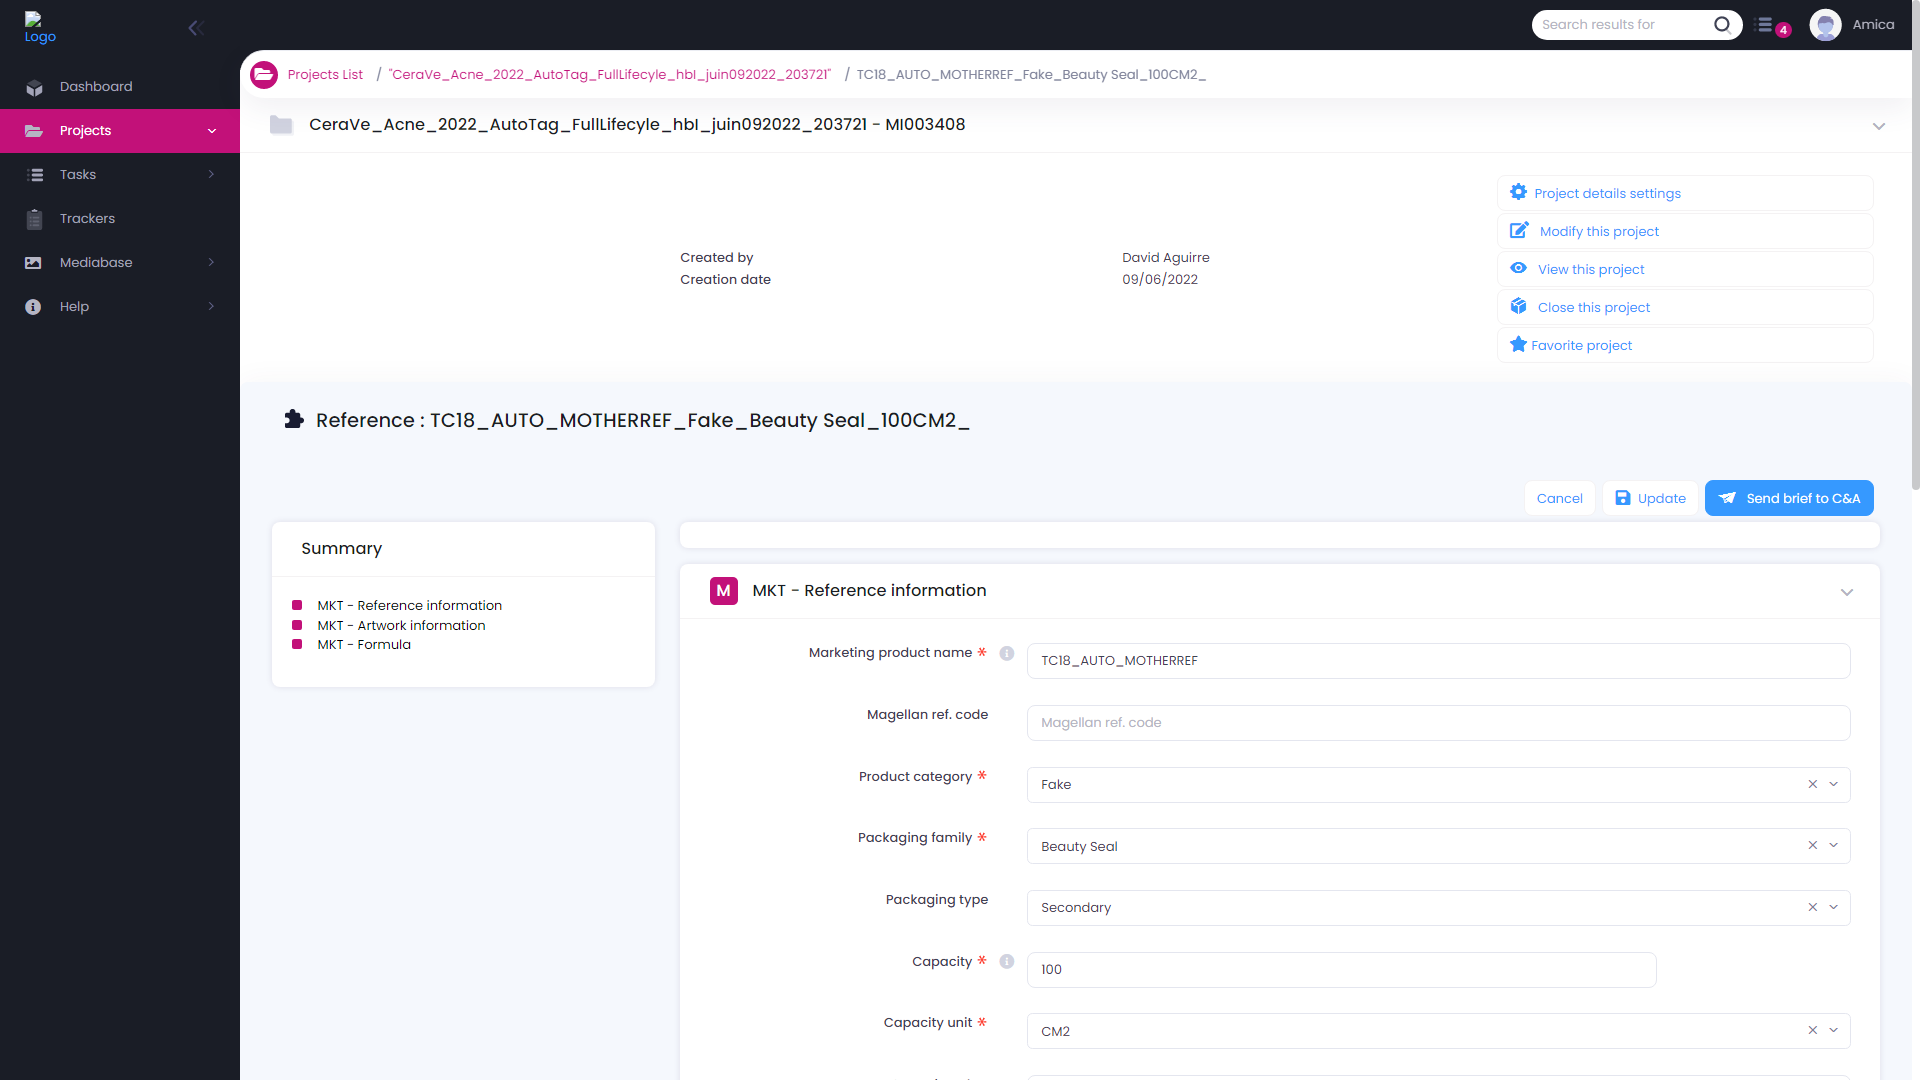 Logo
Search results for
4
Amica
Dashboard
Projects
Tasks
Trackers
Mediabase
Help
Projects List / "CeraVe_Acne_2022_AutoTag_FullLifecyle_hbI_juin092022_203721" / TC18_AUTO_MOTHERREF_Fake_Beauty Seal_100CM2_
CeraVe_Acne_2022_AutoTag_FullLifecyle_hbI_juin092022_203721 - MI003408
Created by David Aguirre
Creation date 09/06/2022
Project details settings
Modify this project
View this project
Close this project
Favorite project
Reference : TC18_AUTO_MOTHERREF_Fake_Beauty Seal_100CM2_
Cancel
Update
Send brief to C&A
Summary
MKT - Reference information
MKT - Artwork information
MKT - Formula
M MKT - Reference information
Marketing product name * TC18_AUTO_MOTHERREF
Magellan ref. code Magellan ref. code
Product category * Fake
Packaging family * Beauty Seal
Packaging type Secondary
Capacity * 100
Capacity unit * CM2